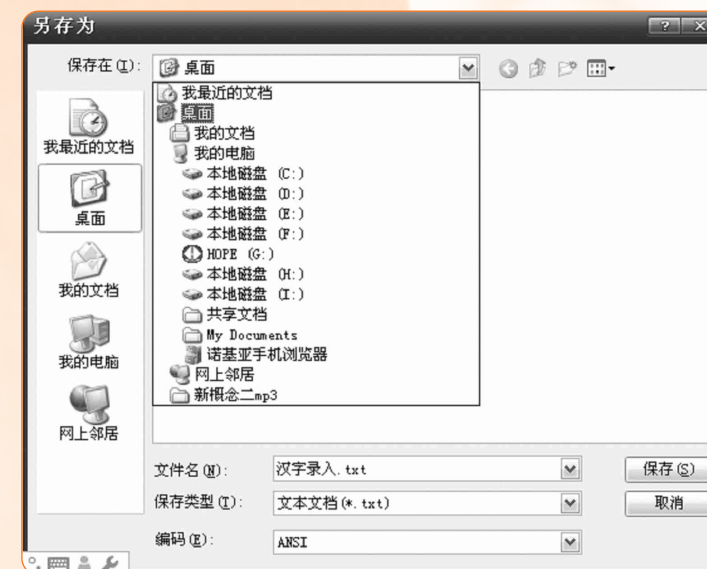 另存为
保存在(I):
桌面
我最近的文档
桌面
我的文档
我的电脑
本地磁盘 (C:)
本地磁盘 (D:)
本地磁盘 (E:)
本地磁盘 (F:)
HOPE (G:)
本地磁盘 (H:)
本地磁盘 (I:)
共享文档
My Documents
诺基亚手机浏览器
网上邻居
新概念二mp3
我最近的文档
桌面
我的文档
我的电脑
网上邻居
文件名(N):
汉字录入.txt
保存(S)
保存类型(T):
文本文档(*.txt)
取消
编码(E):
ANSI